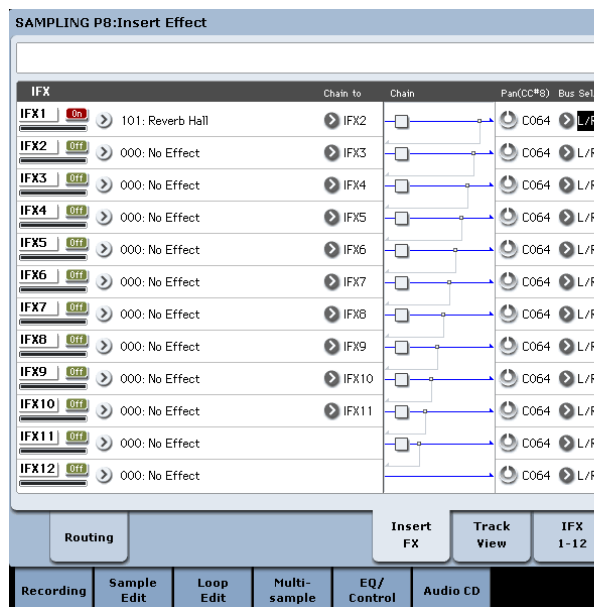 SAMPLING P8:Insert Effect
IFX Chain to Chain Pan(CC#8) Bus Sel
IFX1 On 101: Reverb Hall IFX2 C064 L/R
IFX2 Off 000: No Effect IFX3 C064 L/R
IFX3 Off 000: No Effect IFX4 C064 L/R
IFX4 Off 000: No Effect IFX5 C064 L/R
IFX5 Off 000: No Effect IFX6 C064 L/R
IFX6 Off 000: No Effect IFX7 C064 L/R
IFX7 Off 000: No Effect IFX8 C064 L/R
IFX8 Off 000: No Effect IFX9 C064 L/R
IFX9 Off 000: No Effect IFX10 C064 L/R
IFX10 Off 000: No Effect IFX11 C064 L/R
IFX11 Off 000: No Effect C064 L/R
IFX12 Off 000: No Effect C064 L/R
Routing
Insert FX
Track View
IFX 1-12
Recording
Sample Edit
Loop Edit
Multi-sample
EQ/ Control
Audio CD